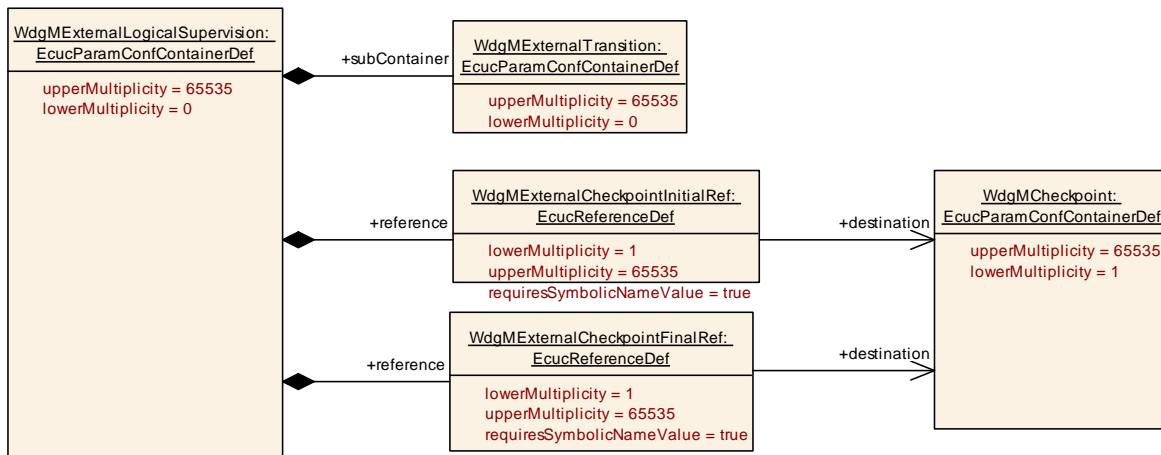 WdgMExternalLogicalSupervision:
EcucParamConfContainerDef
upperMultiplicity = 65535
lowerMultiplicity = 0
+subContainer
WdgMExternalTransition:
EcucParamConfContainerDef
upperMultiplicity = 65535
lowerMultiplicity = 0
+reference
WdgMExternalCheckpointInitialRef:
EcucReferenceDef
lowerMultiplicity = 1
upperMultiplicity = 65535
requiresSymbolicNameValue = true
+destination
WdgMCheckpoint:
EcucParamConfContainerDef
upperMultiplicity = 65535
lowerMultiplicity = 1
+reference
WdgMExternalCheckpointFinalRef:
EcucReferenceDef
lowerMultiplicity = 1
upperMultiplicity = 65535
requiresSymbolicNameValue = true
+destination